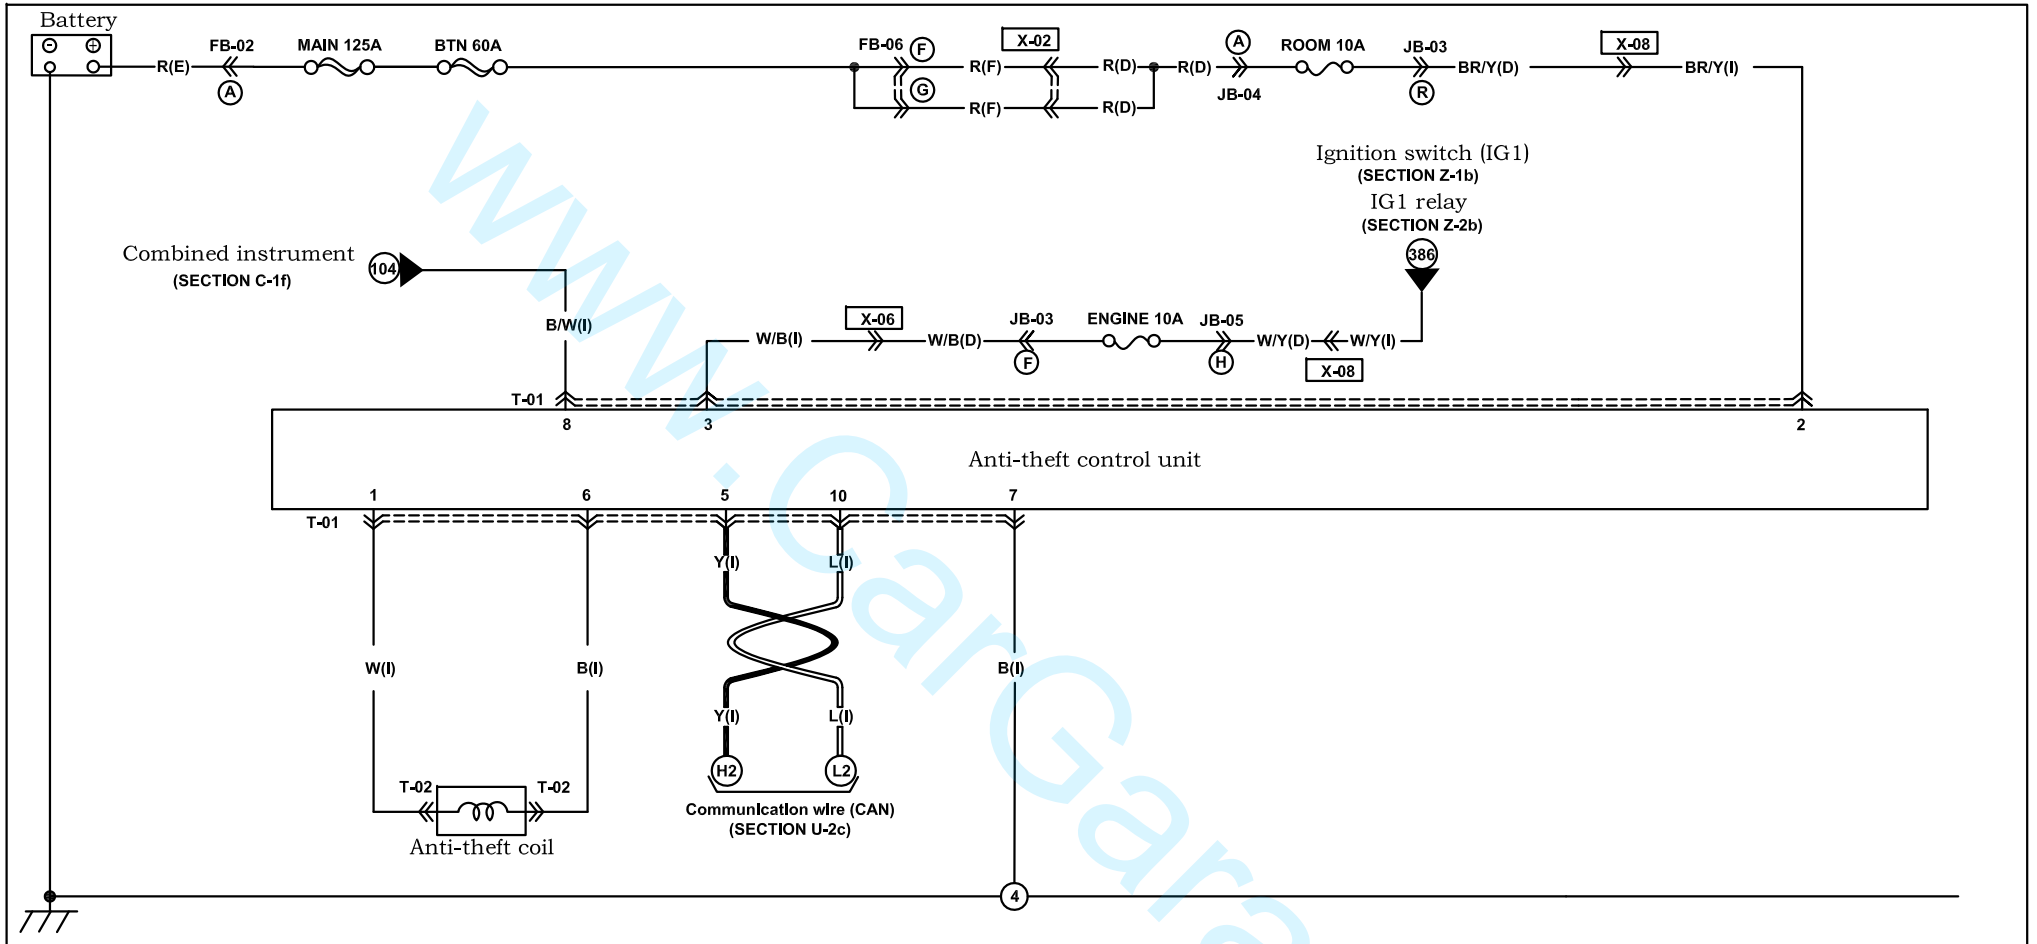 Battery
FB-02 MAIN 125A BTN 60A FB-06 F X-02 A ROOM 10A JB-03 X-08
R(E) R(F) R(D) R(D) BR/Y(D) BR/Y(I)
A G JB-04 R
R(F) R(D)
Ignition switch (IG1)
(SECTION Z-1b)
IG1 relay
(SECTION Z-2b)
386
Combined instrument 104
(SECTION C-1f)
B/W(I)
X-06 JB-03 ENGINE 10A JB-05
W/B(I) W/B(D) W/Y(D) W/Y(I)
F H X-08
T-01
8 3 2
Anti-theft control unit
1 6 5 10 7
T-01
Y(I) L(I)
W(I) B(I) B(I)
Y(I) L(I)
H2 L2
T-02 T-02
Communication wire (CAN)
(SECTION U-2c)
Anti-theft coil
4
www.CarGara